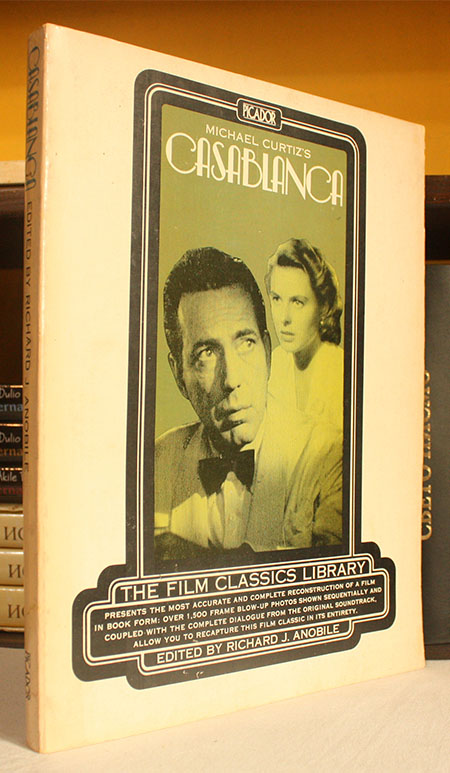 CASABLANCA EDITED BY RICHARD J. ANOBILE
PICADOR
MICHAEL CURTIZ'S
CASABLANCA
THE FILM CLASSICS LIBRARY
PRESENTS THE MOST ACCURATE AND COMPLETE RECONSTRUCTION OF A FILM
IN BOOK FORM: OVER 1,500 FRAME BLOW-UP PHOTOS SHOWN SEQUENTIALLY AND
COUPLED WITH THE COMPLETE DIALOGUE FROM THE ORIGINAL SOUNDTRACK,
ALLOW YOU TO RECAPTURE THIS FILM CLASSIC IN ITS ENTIRETY.
EDITED BY RICHARD J. ANOBILE
Dulio
Dulio
Akile